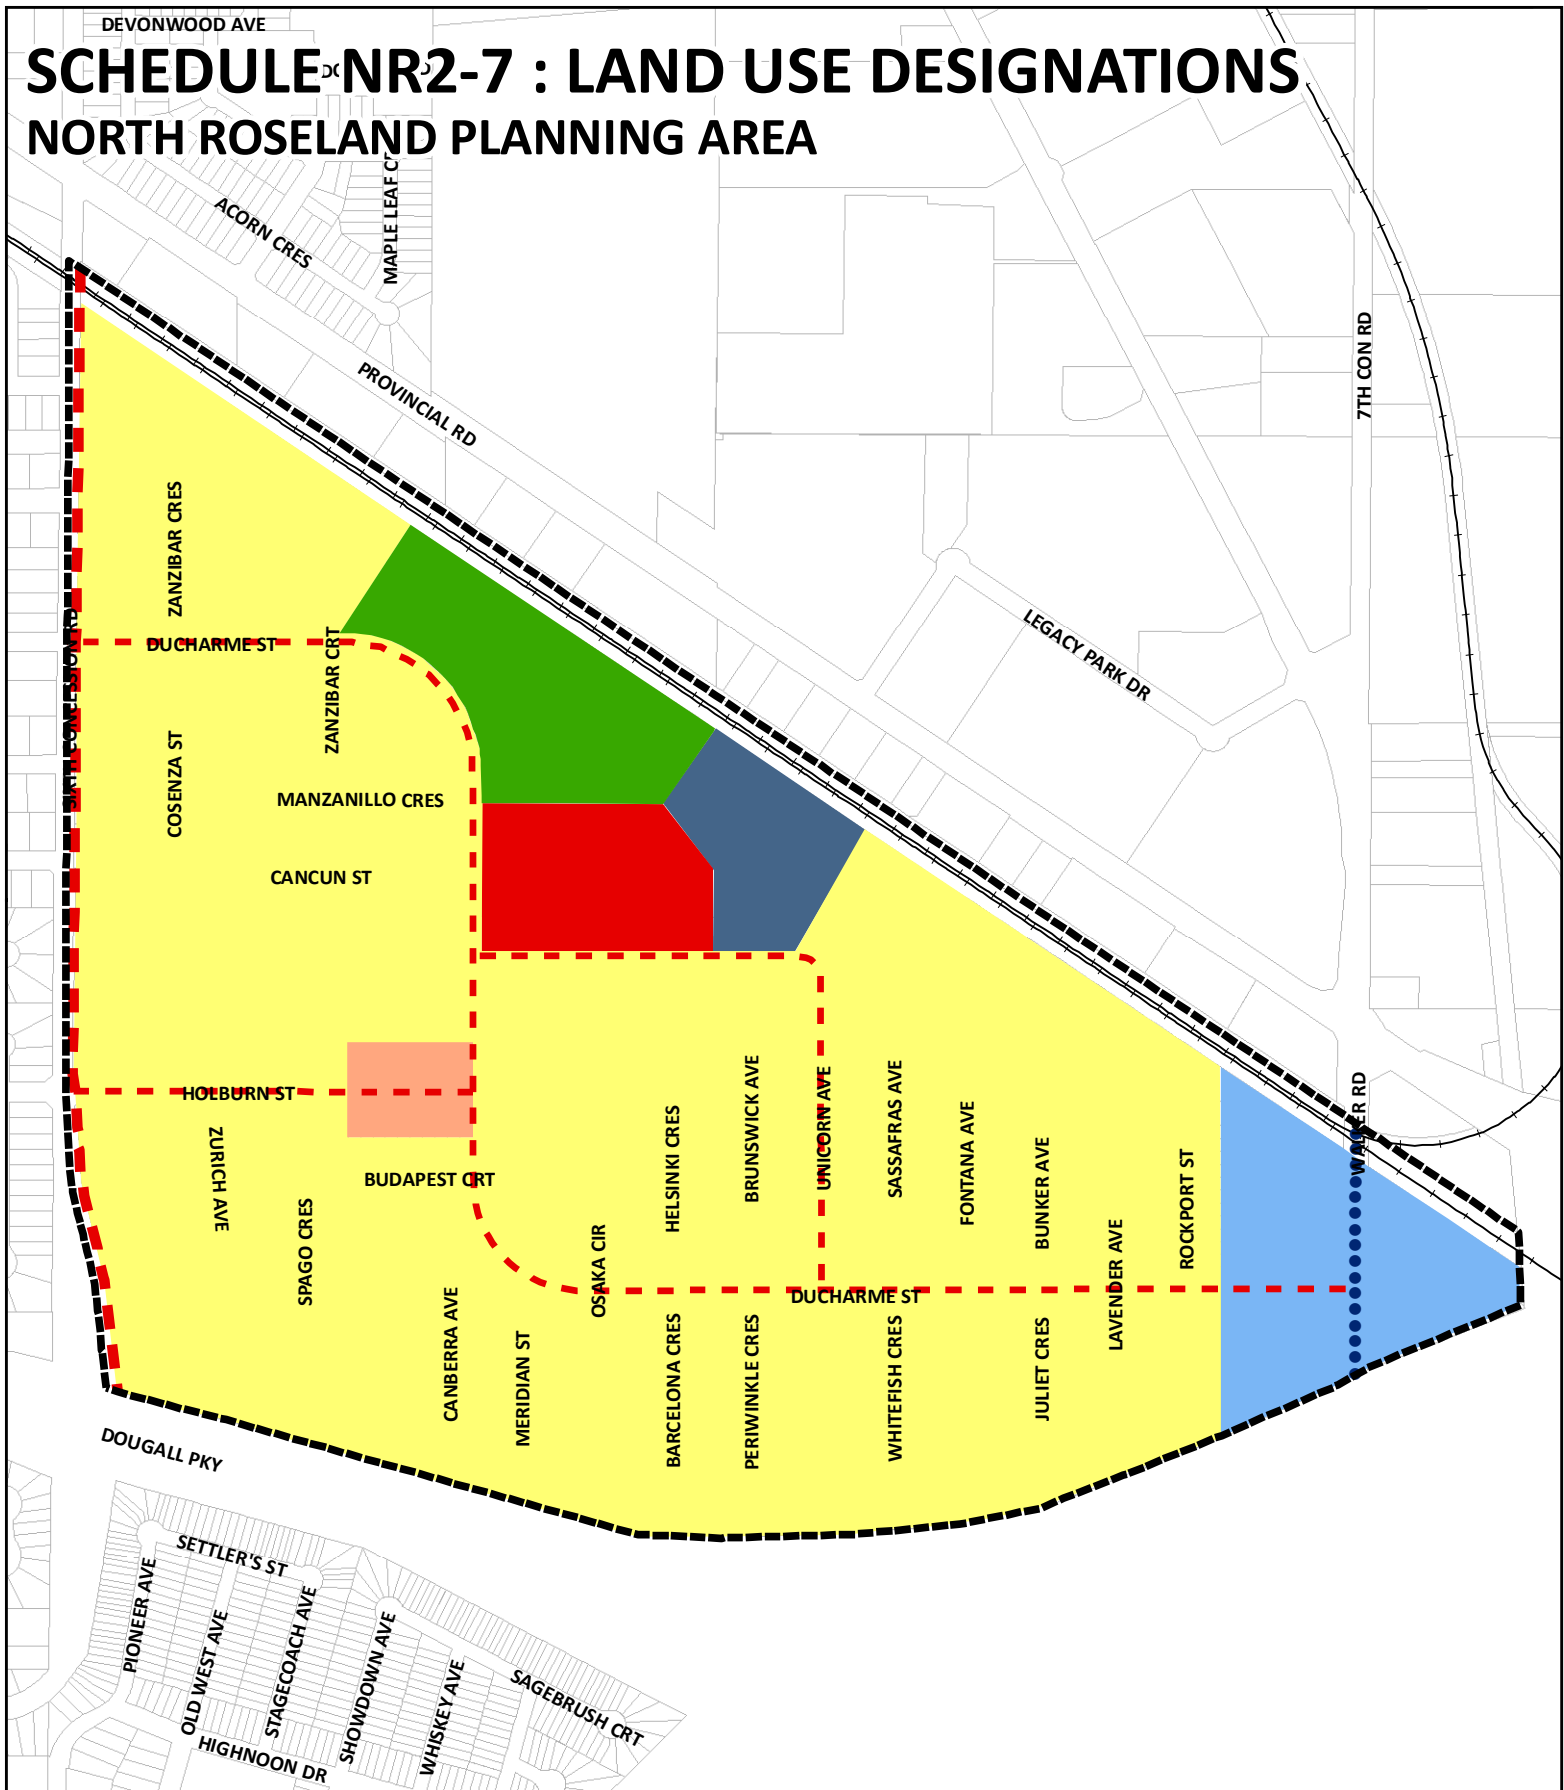 DEVONWOOD AVE
SCHEDULE NR2-7 : LAND USE DESIGNATIONS
NORTH ROSELAND PLANNING AREA
MAPLE LEAF
ACORN CRES
PROVINCIAL RD
7TH CON RD
ZANZIBAR CRES
SIXTH CONCESSION RD
DUCHARME ST
ZANZIBAR CRT
LEGACY PARK DR
COSENZA ST
MANZANILLO CRES
CANCUN ST
HOLBURN ST
ZURICH AVE
BUDAPEST CRT
SPAGO CRES
HELSINKI CRES
BRUNSWICK AVE
UNICORN AVE
SASSAFRAS AVE
FONTANA AVE
BUNKER AVE
ROCKPORT ST
WALKER RD
OSAKA CIR
LAVENDER AVE
DUCHARME ST
CANBERRA AVE
MERIDIAN ST
BARCELONA CRES
PERIWINKLE CRES
WHITEFISH CRES
JULIET CRES
DOUGALL PKY
SETTLER'S ST
PIONEER AVE
OLD WEST AVE
STAGECOACH AVE
SHOWDOWN AVE
WHISKEY AVE
SAGEBRUSH CRT
HIGHNOON DR